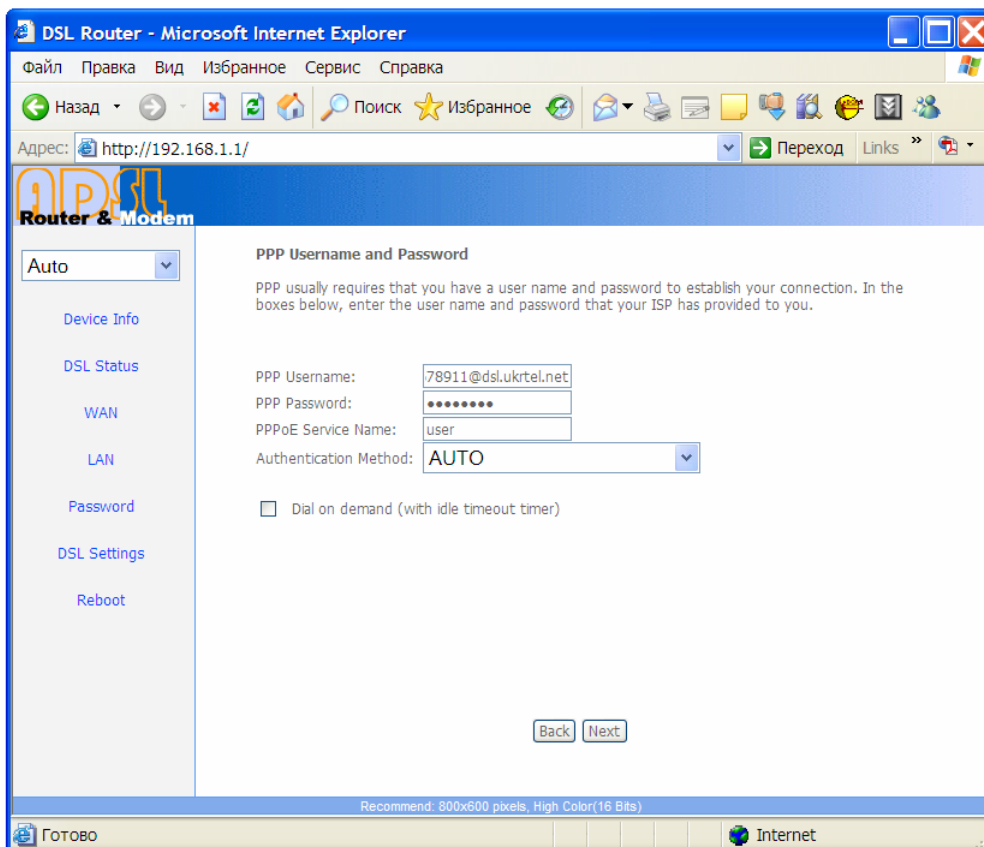 DSL Router - Microsoft Internet Explorer
Файл Правка Вид Избранное Сервис Справка
Назад Поиск Избранное
Адрес: http://192.168.1.1/ Переход Links »
ADSL
Router & Modem
Auto
Device Info
DSL Status
WAN
LAN
Password
DSL Settings
Reboot
PPP Username and Password
PPP usually requires that you have a user name and password to establish your connection. In the
boxes below, enter the user name and password that your ISP has provided to you.
PPP Username: 78911@dsl.ukrtel.net
PPP Password: ••••••••
PPPoE Service Name: user
Authentication Method: AUTO
Dial on demand (with idle timeout timer)
Back Next
Recommend: 800x600 pixels, High Color(16 Bits)
Готово Internet